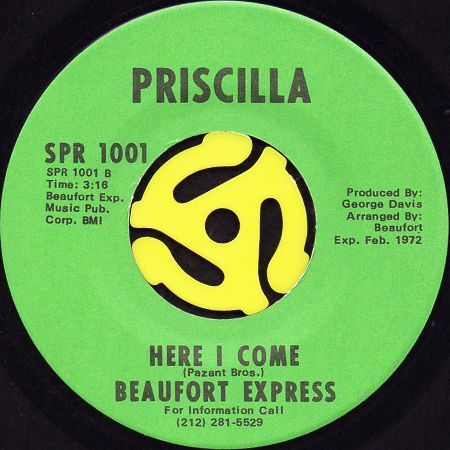 PRISCILLA
SPR 1001
SPR 1001 B
Time: 3:16
Beaufort Exp.
Music Pub.
Corp. BMI
Produced By:
George Davis
Arranged By:
Beaufort
Exp. Feb. 1972
HERE I COME
(Pazant Bros.)
BEAUFORT EXPRESS
For Information Call
(212) 281-5529